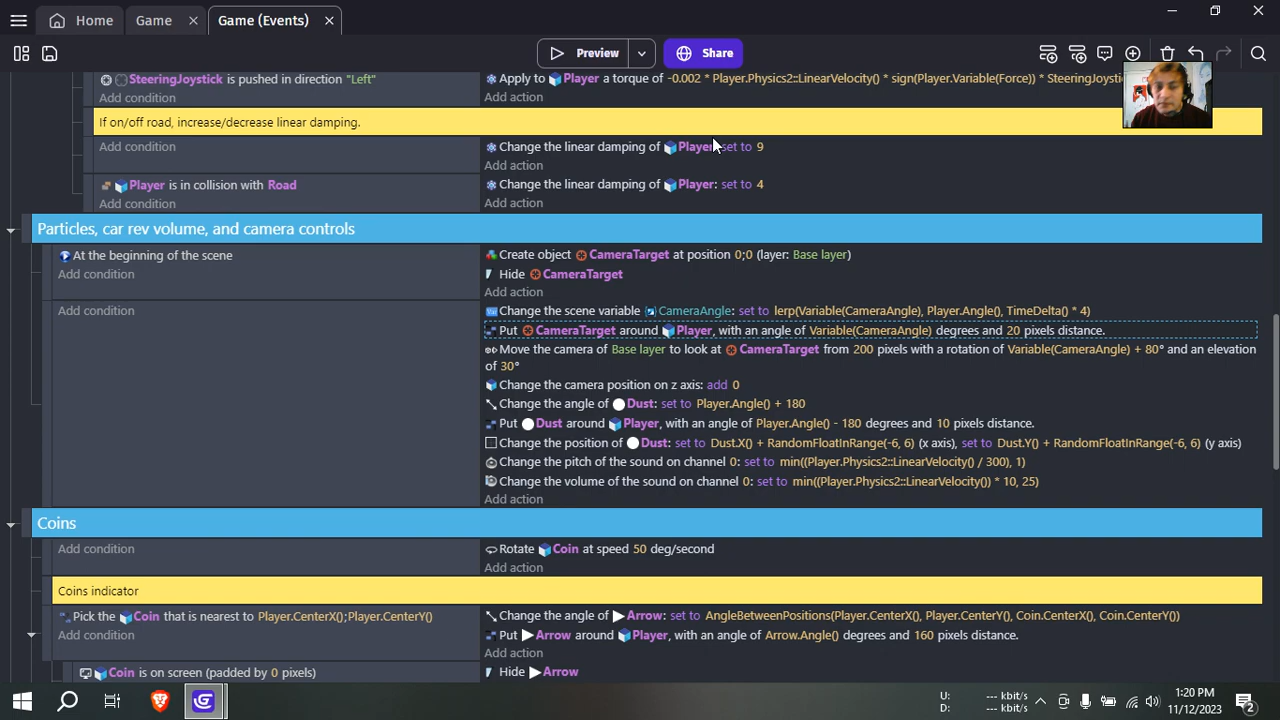 Home
Game
Game (Events)
Preview
Share
SteeringJoystick is pushed in direction "Left"
Apply to Player a torque of -0.002 * Player.Physics2::LinearVelocity() * sign(Player.Variable(Force)) * SteeringJoysti
Add condition
Add action
If on/off road, increase/decrease linear damping.
Add condition
Change the linear damping of Player: set to 9
Add action
Player is in collision with Road
Change the linear damping of Player: set to 4
Add condition
Add action
Particles, car rev volume, and camera controls
At the beginning of the scene
Create object CameraTarget at position 0;0 (layer: Base layer)
Add condition
Hide CameraTarget
Add action
Add condition
Change the scene variable CameraAngle: set to lerp(Variable(CameraAngle), Player.Angle(), TimeDelta() * 4)
Put CameraTarget around Player, with an angle of Variable(CameraAngle) degrees and 20 pixels distance.
Move the camera of Base layer to look at CameraTarget from 200 pixels with a rotation of Variable(CameraAngle) + 80° and an elevation
of 30°
Change the camera position on z axis: add 0
Change the angle of Dust: set to Player.Angle() + 180
Put Dust around Player, with an angle of Player.Angle() - 180 degrees and 10 pixels distance.
Change the position of Dust: set to Dust.X() + RandomFloatInRange(-6, 6) (x axis), set to Dust.Y() + RandomFloatInRange(-6, 6) (y axis)
Change the pitch of the sound on channel 0: set to min((Player.Physics2::LinearVelocity() / 300), 1)
Change the volume of the sound on channel 0: set to min((Player.Physics2::LinearVelocity()) * 10, 25)
Add action
Coins
Add condition
Rotate Coin at speed 50 deg/second
Add action
Coins indicator
Pick the Coin that is nearest to Player.CenterX();Player.CenterY()
Change the angle of Arrow: set to AngleBetweenPositions(Player.CenterX(), Player.CenterY(), Coin.CenterX(), Coin.CenterY())
Add condition
Put Arrow around Player, with an angle of Arrow.Angle() degrees and 160 pixels distance.
Add action
Coin is on screen (padded by 0 pixels)
Hide Arrow
U: --- kbit/s
D: --- kbit/s
1:20 PM
11/12/2023
2